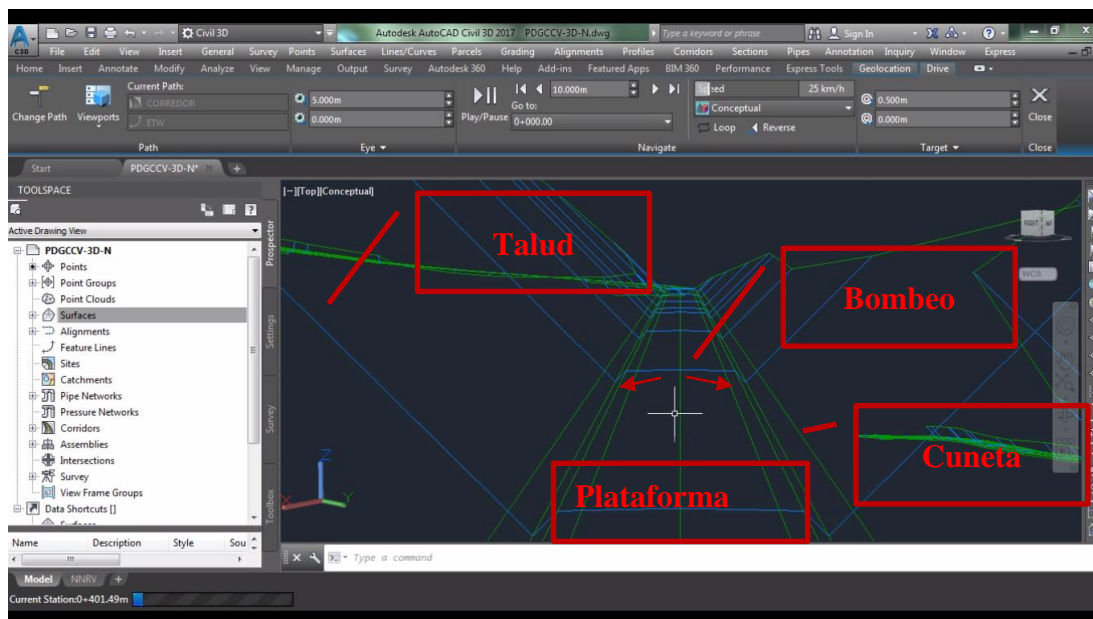 Civil 3D
Autodesk AutoCAD Civil 3D 2017 PDGCCV-3D-N.dwg
Type a keyword or phrase
Sign In
C3D File Edit View Insert General Survey Points Surfaces Lines/Curves Parcels Grading Alignments Profiles Corridors Sections Pipes Annotation Inquiry Window Express
Home Insert Annotate Modify Analyze View Manage Output Survey Autodesk 360 Help Add-ins Featured Apps BIM 360 Performance Express Tools Geolocation Drive
Change Path
Viewports
Current Path:
CORREDOR
ETW
Path
5.000m
0.000m
Eye
Play/Pause
10.000m
Go to:
0+000.00
Navigate
Speed 25 km/h
Conceptual
Loop Reverse
0.500m
0.000m
Target
Close
Close
Start PDGCCV-3D-N*
TOOLSPACE
Active Drawing View
PDGCCV-3D-N
Points
Point Groups
Point Clouds
Surfaces
Alignments
Feature Lines
Sites
Catchments
Pipe Networks
Pressure Networks
Corridors
Assemblies
Intersections
Survey
View Frame Groups
Data Shortcuts []
Name Description Style Sou
Prospector
Settings
Survey
Toolbox
[-][Top][Conceptual]
Talud
Bombeo
Cuneta
Plataforma
RIGHT
WCS
Z
X
Y
Type a command
Model NNRV
Current Station:0+401.49m